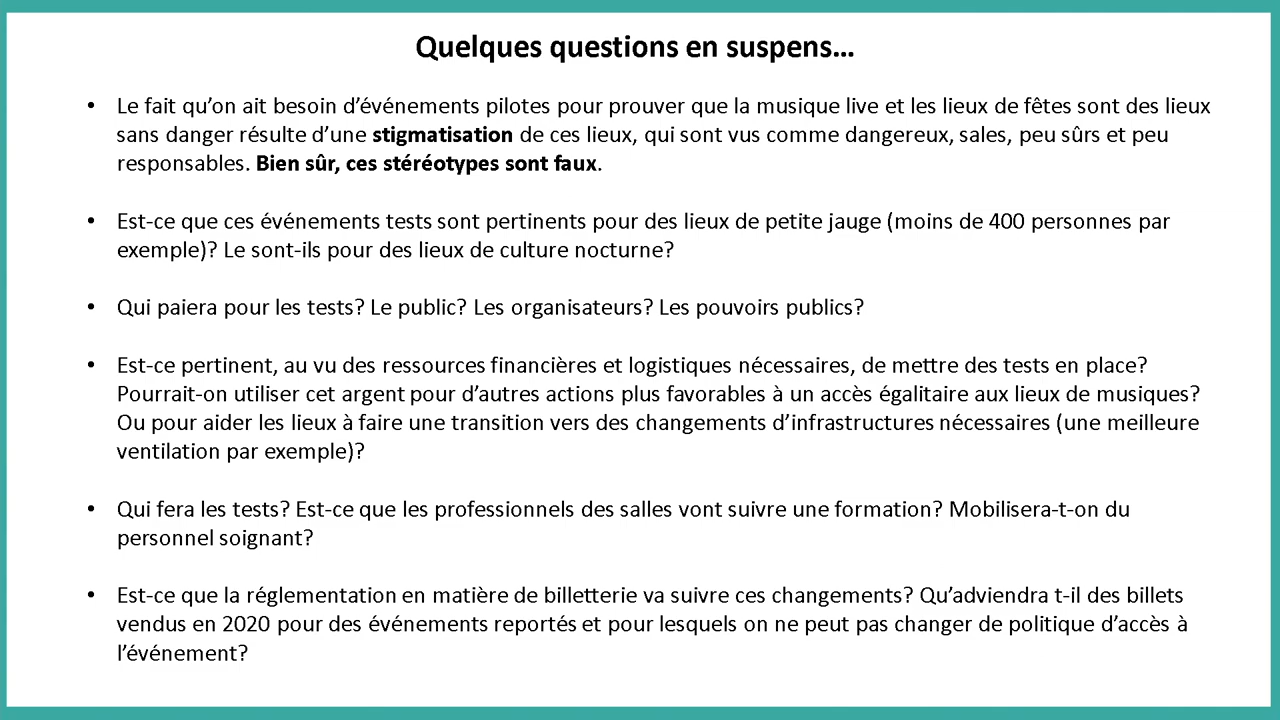 Quelques questions en suspens…
• Le fait qu’on ait besoin d’événements pilotes pour prouver que la musique live et les lieux de fêtes sont des lieux
sans danger résulte d’une stigmatisation de ces lieux, qui sont vus comme dangereux, sales, peu sûrs et peu
responsables. Bien sûr, ces stéréotypes sont faux.
• Est-ce que ces événements tests sont pertinents pour des lieux de petite jauge (moins de 400 personnes par
exemple)? Le sont-ils pour des lieux de culture nocturne?
• Qui paiera pour les tests? Le public? Les organisateurs? Les pouvoirs publics?
• Est-ce pertinent, au vu des ressources financières et logistiques nécessaires, de mettre des tests en place?
Pourrait-on utiliser cet argent pour d’autres actions plus favorables à un accès égalitaire aux lieux de musiques?
Ou pour aider les lieux à faire une transition vers des changements d’infrastructures nécessaires (une meilleure
ventilation par exemple)?
• Qui fera les tests? Est-ce que les professionnels des salles vont suivre une formation? Mobilisera-t-on du
personnel soignant?
• Est-ce que la réglementation en matière de billetterie va suivre ces changements? Qu’adviendra t-il des billets
vendus en 2020 pour des événements reportés et pour lesquels on ne peut pas changer de politique d’accès à
l’événement?